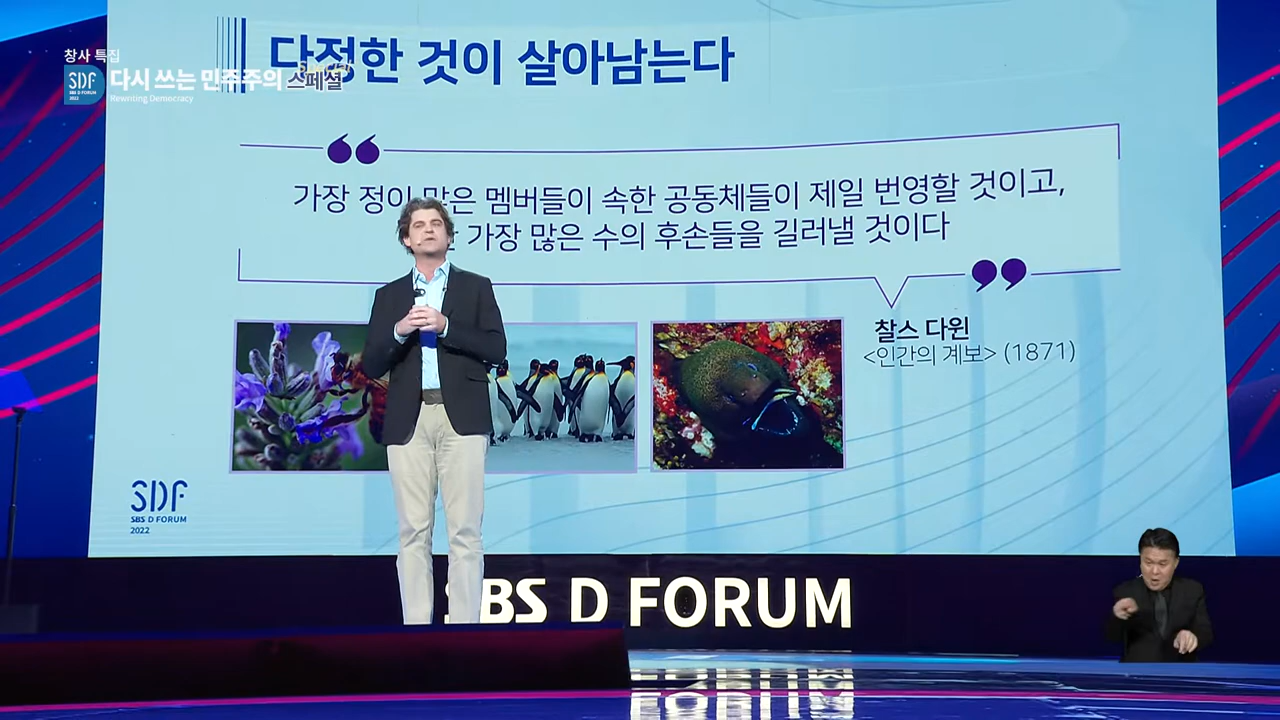 창사 특집
SDF
SBS D FORUM
2022
다시 쓰는 민주주의 스페셜
Rewriting Democracy
다정한 것이 살아남는다
가장 정이 많은 멤버들이 속한 공동체들이 제일 번영할 것이고,
가장 많은 수의 후손들을 길러낼 것이다
찰스 다윈
<인간의 계보> (1871)
SDF
SBS D FORUM
2022
SBS D FORUM